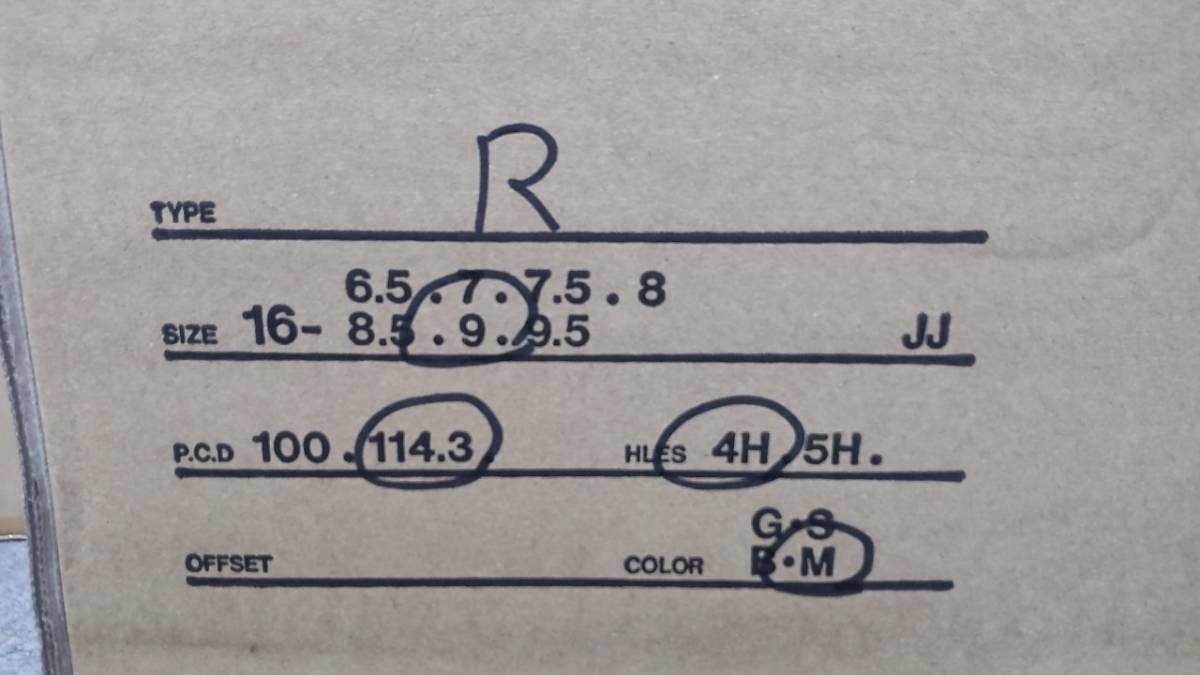 R
TYPE
6.5 . 7 . 7.5 . 8
SIZE 16- 8.5 . 9 . 9.5 JJ
P.C.D 100 . 114.3 . HLES 4H . 5H .
G・S
OFFSET COLOR B・M